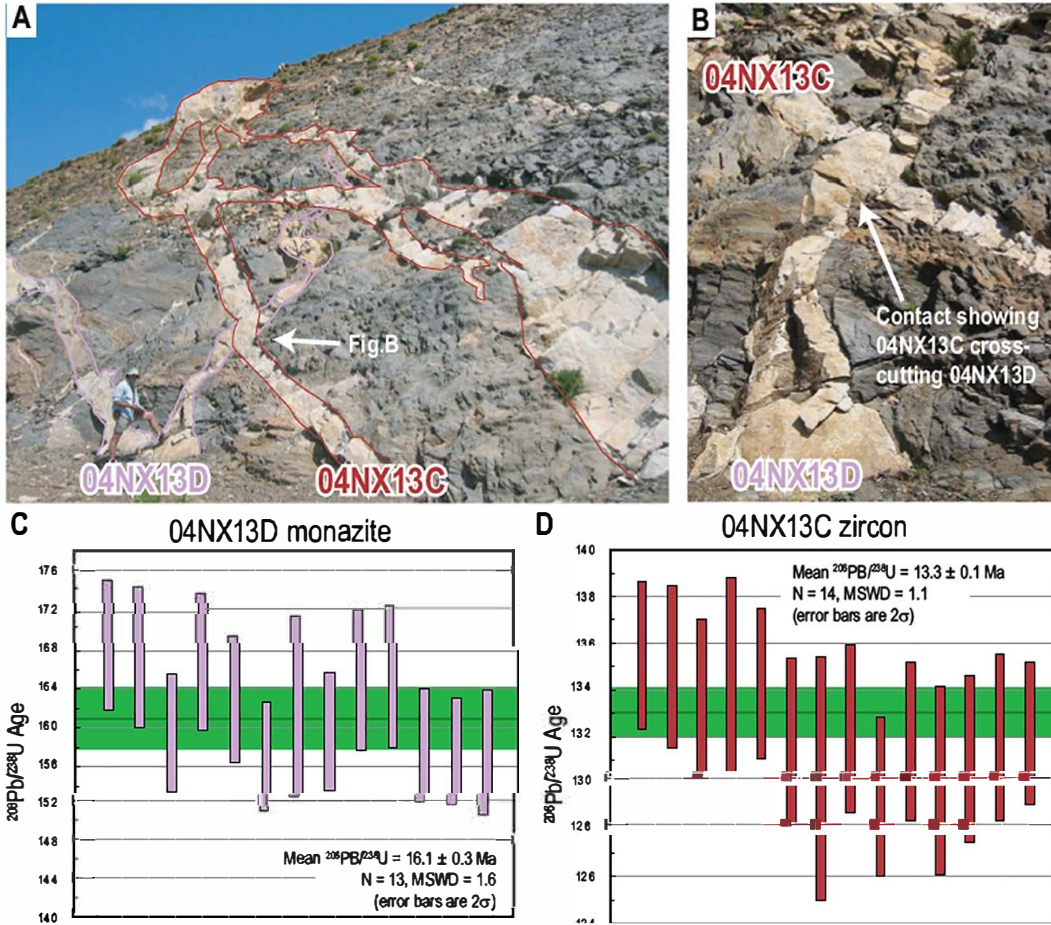 A
04NX13D
04NX13C
Fig.B
B
04NX13C
Contact showing
04NX13C cross-
cutting 04NX13D
04NX13D
C
04NX13D monazite
176
172
168
164
160
156
152
148
144
140
²⁰⁶Pb/²³⁸U Age
Mean ²⁰⁶PB/²³⁸U = 16.1 ± 0.3 Ma
N = 13, MSWD = 1.6
(error bars are 2σ)
D
04NX13C zircon
140
138
136
134
132
130
128
126
²⁰⁶Pb/²³⁸U Age
Mean ²⁰⁶PB/²³⁸U = 13.3 ± 0.1 Ma
N = 14, MSWD = 1.1
(error bars are 2σ)